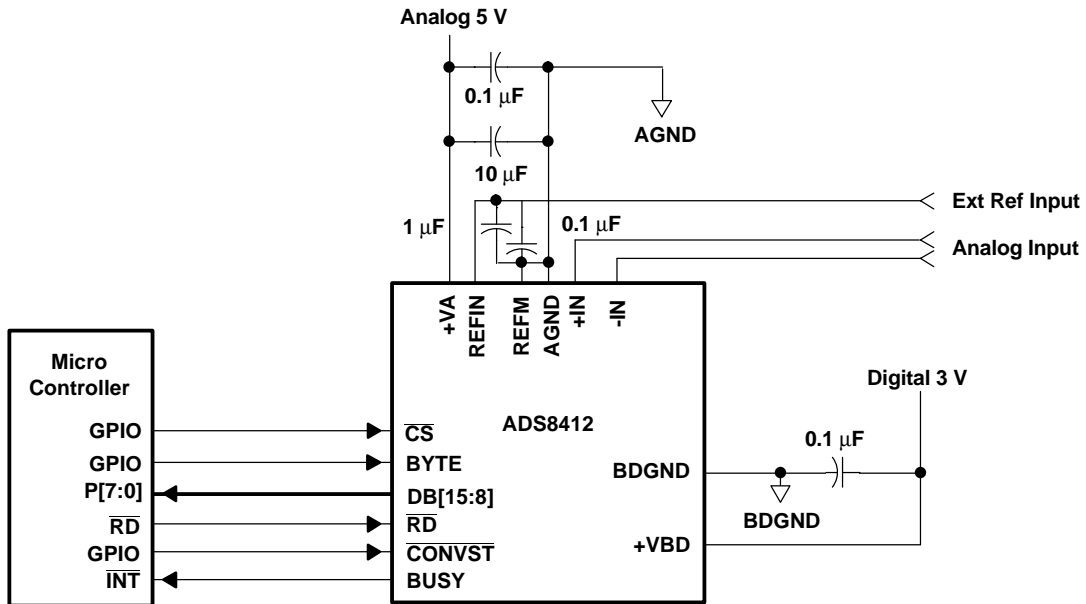 Analog 5 V
0.1 μF
AGND
10 μF
1 μF
0.1 μF
Ext Ref Input
Analog Input
+VA
REFIN
REFM
AGND
+IN
-IN
Micro
Controller
Digital 3 V
GPIO
CS
ADS8412
0.1 μF
GPIO
BYTE
BDGND
P[7:0]
DB[15:8]
BDGND
RD
RD
GPIO
CONVST
+VBD
INT
BUSY